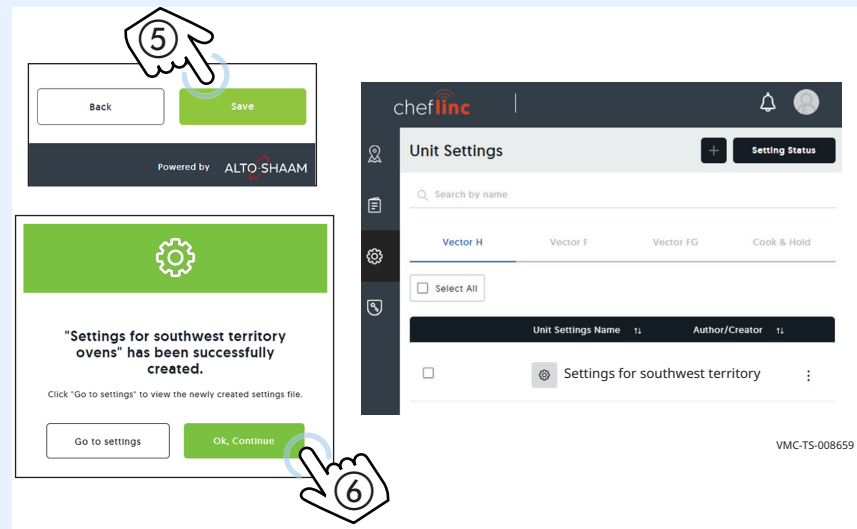 5
Back
Save
Powered by ALTO-SHAAM
"Settings for southwest territory
ovens" has been successfully
created.
Click "Go to settings" to view the newly created settings file.
Go to settings
Ok, Continue
6
cheflinc
Unit Settings
+
Setting Status
Search by name
Vector H
Vector F
Vector FG
Cook & Hold
Select All
Unit Settings Name
Author/Creator
Settings for southwest territory
VMC-TS-008659